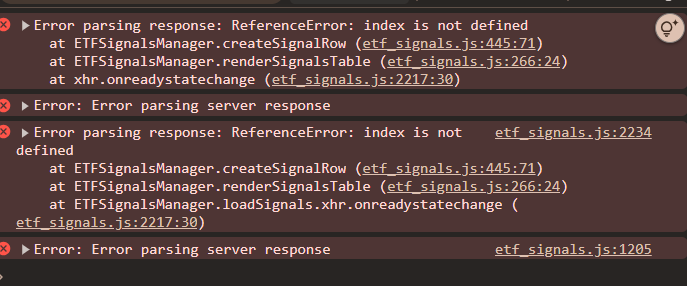 Error parsing response: ReferenceError: index is not defined
at ETFSignalsManager.createSignalRow (etf_signals.js:445:71)
at ETFSignalsManager.renderSignalsTable (etf_signals.js:266:24)
at xhr.onreadystatechange (etf_signals.js:2217:30)
Error: Error parsing server response
Error parsing response: ReferenceError: index is not etf_signals.js:2234
defined
at ETFSignalsManager.createSignalRow (etf_signals.js:445:71)
at ETFSignalsManager.renderSignalsTable (etf_signals.js:266:24)
at ETFSignalsManager.loadSignals.xhr.onreadystatechange (
etf_signals.js:2217:30)
Error: Error parsing server response etf_signals.js:1205